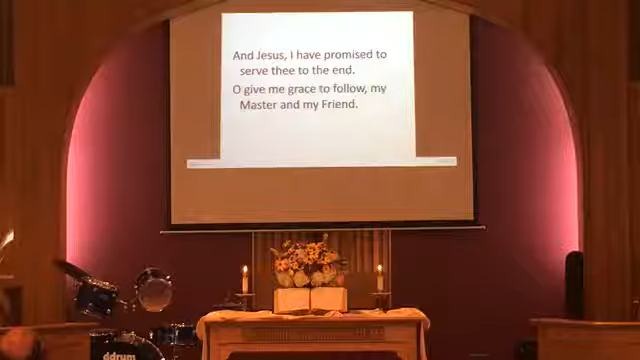 And Jesus, I have promised to
serve thee to the end.
O give me grace to follow, my
Master and my Friend.
ddrum